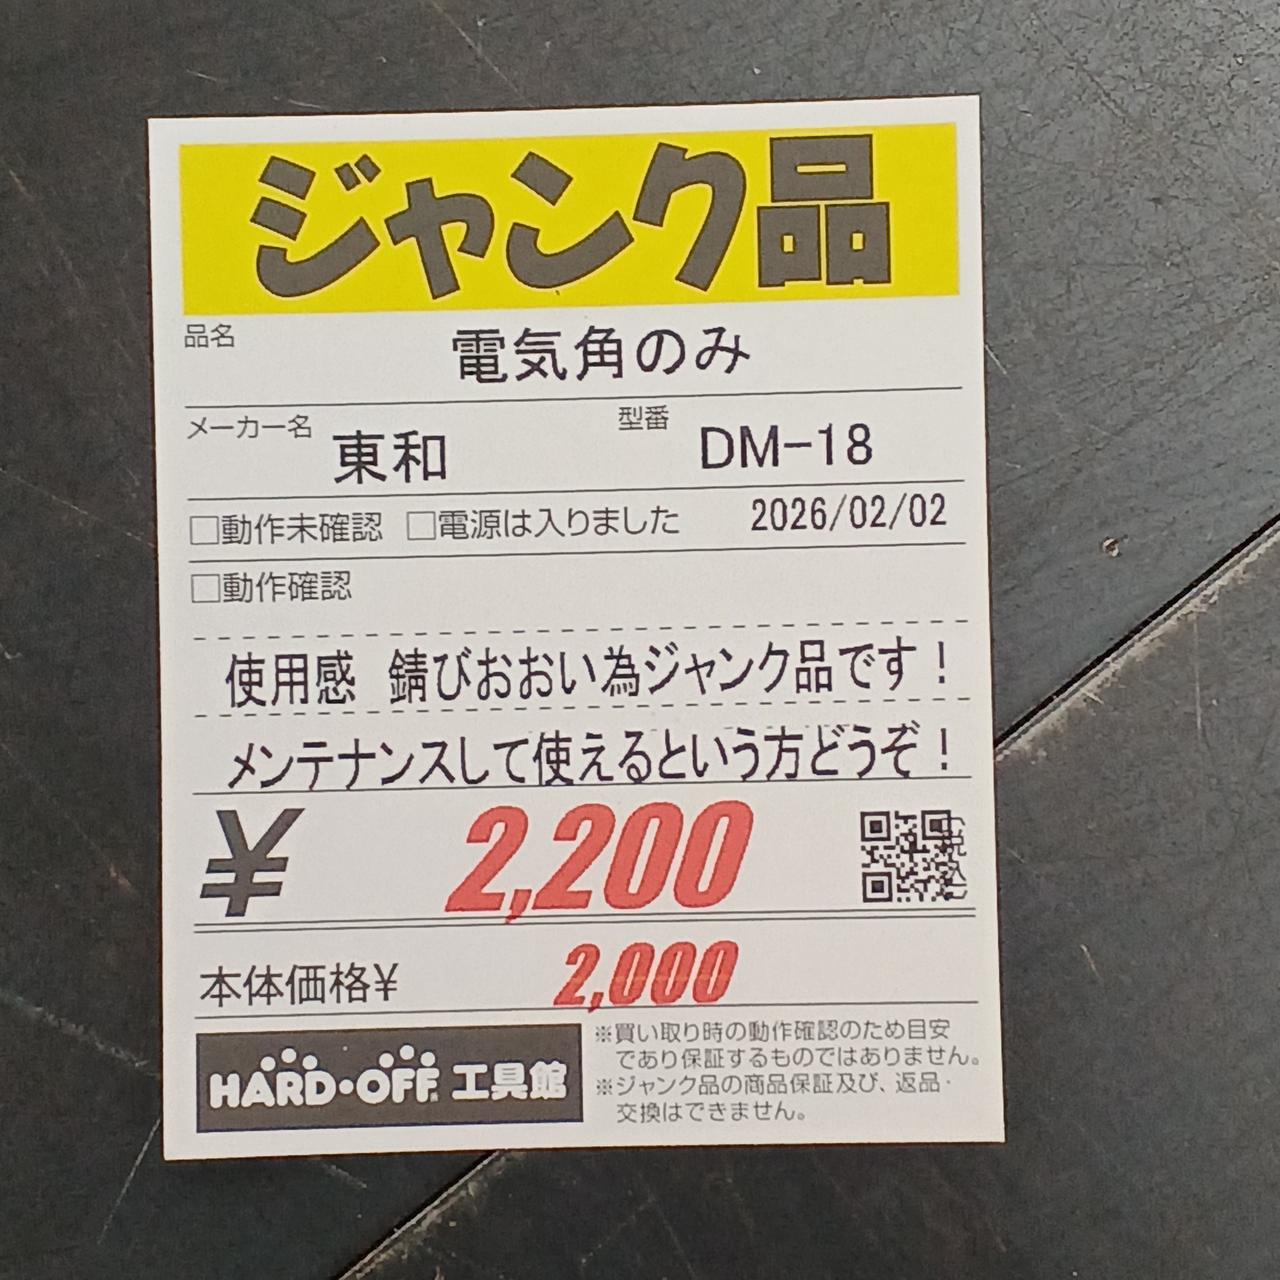 ジャンク品
品名 電気角のみ
メーカー名 東和 型番 DM-18
□動作未確認 □電源は入りました 2026/02/02
□動作確認
使用感 錆びおおい為ジャンク品です！
メンテナンスして使えるという方どうぞ！
¥ 2,200
本体価格¥ 2,000
HARD・OFF 工具館
※買い取り時の動作確認のため目安
であり保証するものではありません。
※ジャンク品の商品保証及び、返品・
交換はできません。